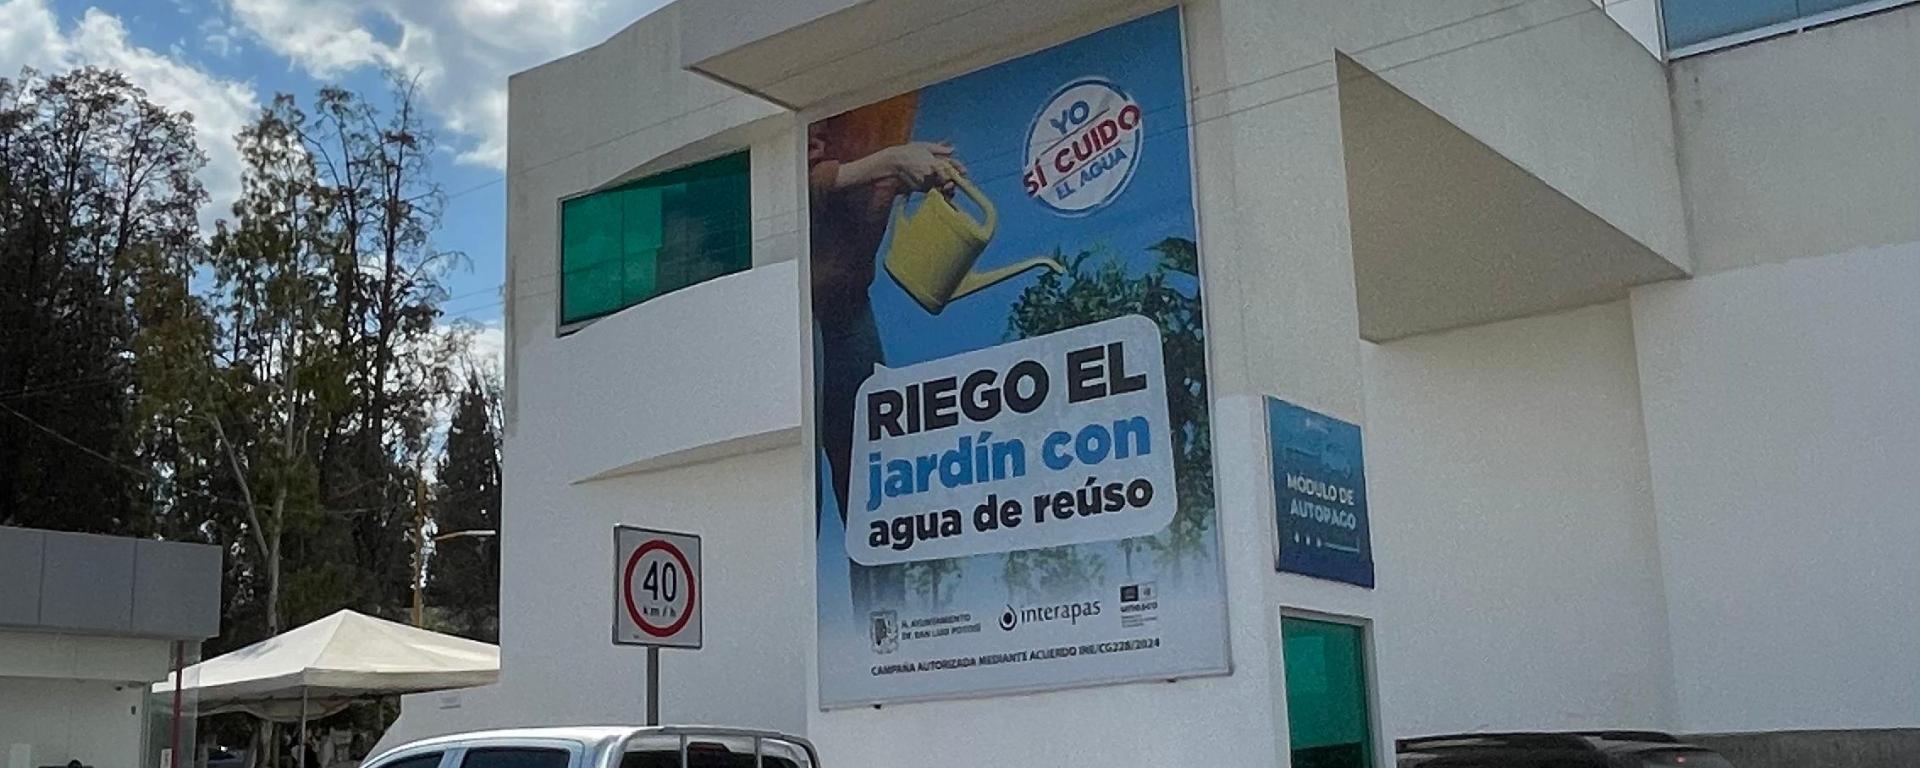 YO
SÍ CUIDO
EL AGUA
RIEGO EL
jardín con
agua de reúso
H. AYUNTAMIENTO
DE SAN LUIS POTOSÍ
interapas
unesco
CAMPAÑA AUTORIZADA MEDIANTE ACUERDO INE/CG228/2024
MÓDULO DE
AUTOPAGO
40
km/h